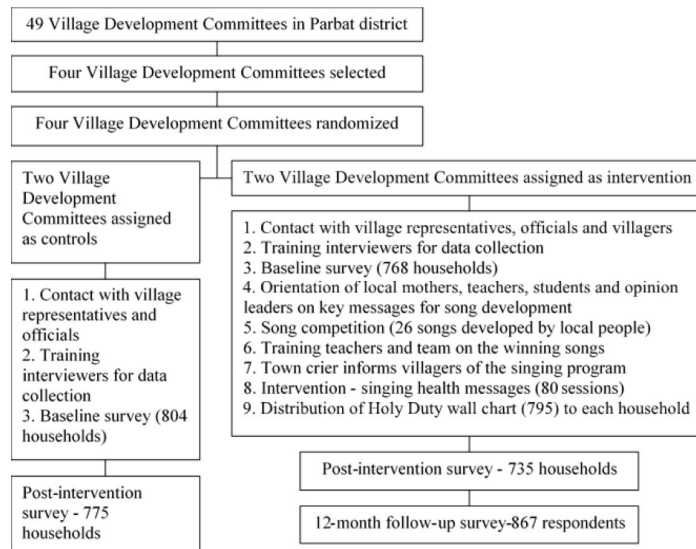 49 Village Development Committees in Parbat district
Four Village Development Committees selected
Four Village Development Committees randomized
Two Village
Development
Committees assigned
as controls
1. Contact with village
representatives and
officials
2. Training
interviewers for data
collection
3. Baseline survey (804
households)
Post-intervention
survey - 775
households
Two Village Development Committees assigned as intervention
1. Contact with village representatives, officials and villagers
2. Training interviewers for data collection
3. Baseline survey (768 households)
4. Orientation of local mothers, teachers, students and opinion
leaders on key messages for song development
5. Song competition (26 songs developed by local people)
6. Training teachers and team on the winning songs
7. Town crier informs villagers of the singing program
8. Intervention - singing health messages (80 sessions)
9. Distribution of Holy Duty wall chart (795) to each household
Post-intervention survey - 735 households
12-month follow-up survey-867 respondents